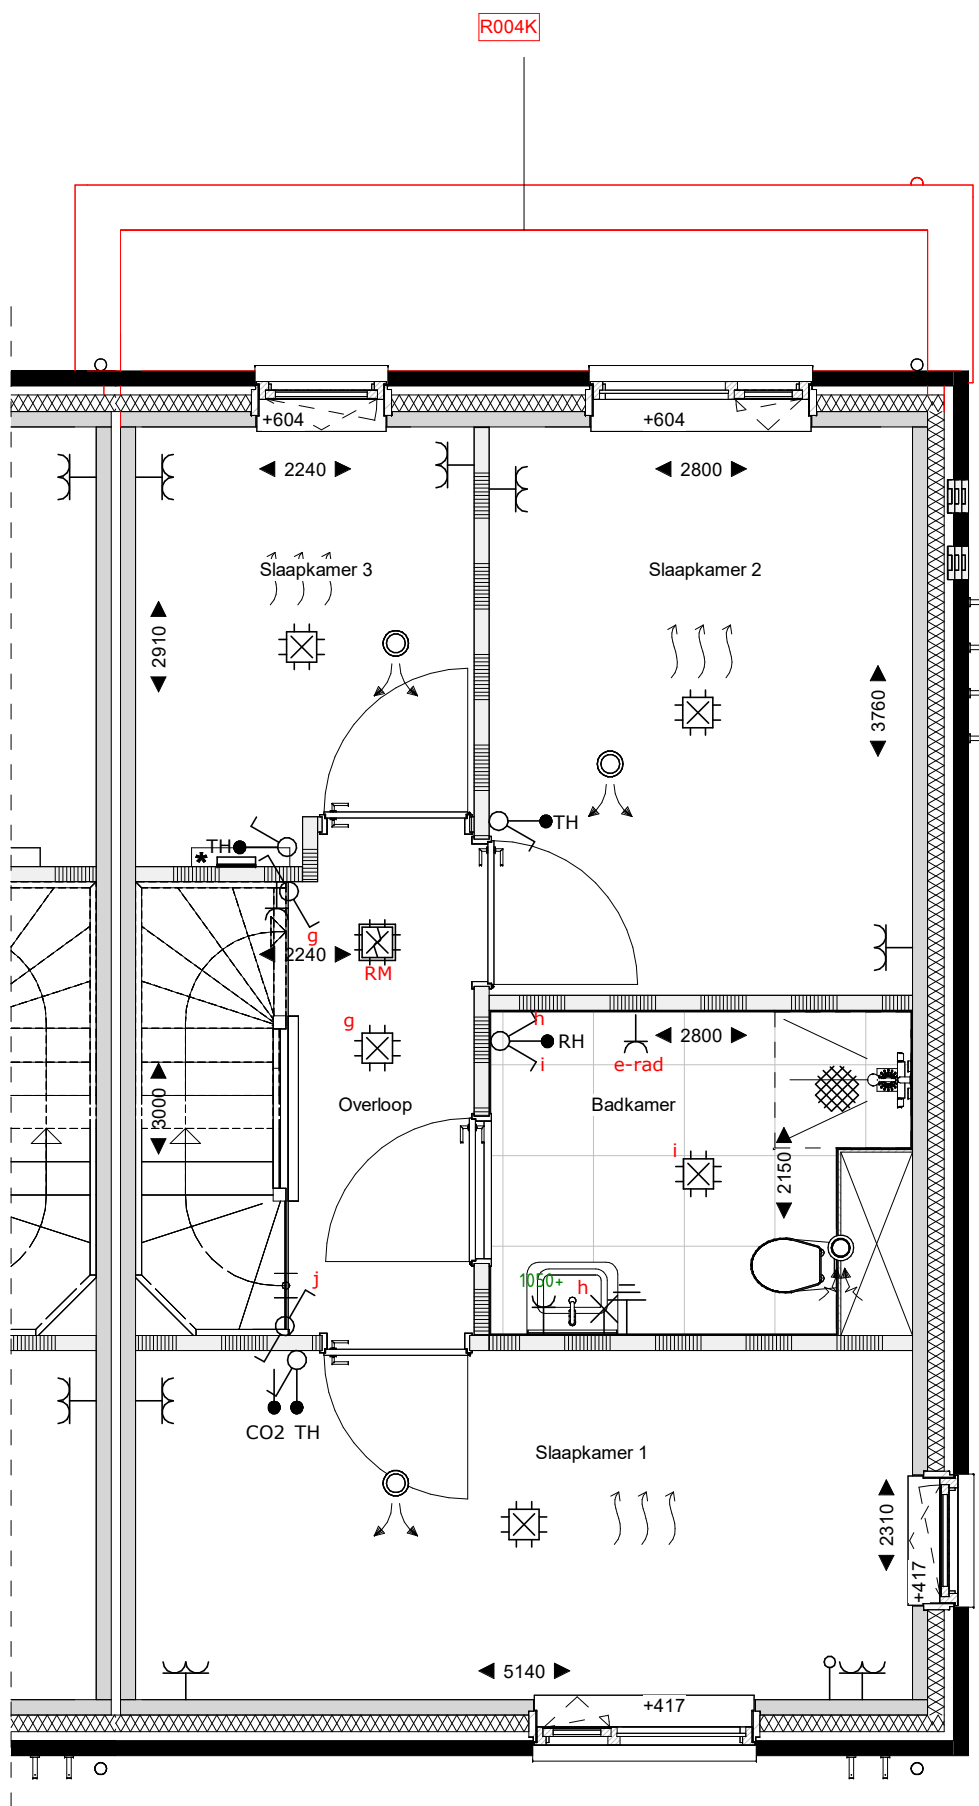 R004K
+604
+604
2240
2800
Slaapkamer 3
Slaapkamer 2
2910
3760
TH
TH
*
g
2240
RM
g
h
RH
i
e-rad
2800
3000
Overloop
Badkamer
i
2150
j
1050+
h
CO2 TH
Slaapkamer 1
2310
+417
5140
+417